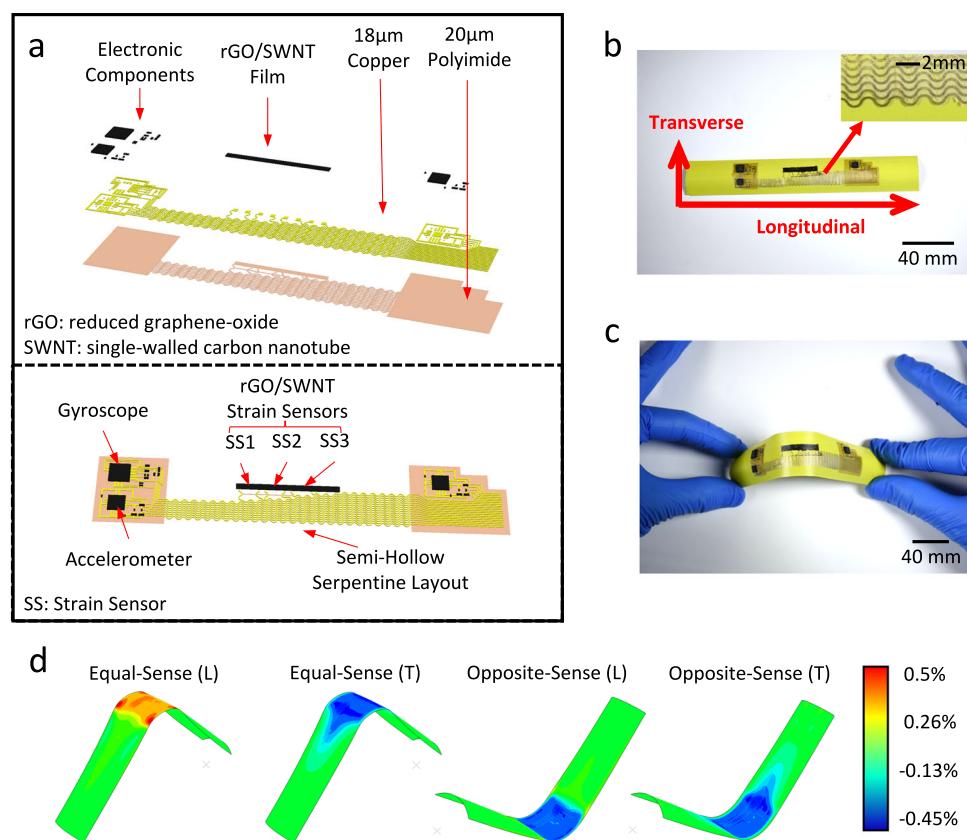 a
Electronic
Components
rGO/SWNT
Film
18µm
Copper
20µm
Polyimide
rGO: reduced graphene-oxide
SWNT: single-walled carbon nanotube
rGO/SWNT
Strain Sensors
SS1 SS2 SS3
Gyroscope
Accelerometer
Semi-Hollow
Serpentine Layout
SS: Strain Sensor
b
2mm
Transverse
Longitudinal
40 mm
c
40 mm
d
Equal-Sense (L)
Equal-Sense (T)
Opposite-Sense (L)
Opposite-Sense (T)
0.5%
0.26%
-0.13%
-0.45%